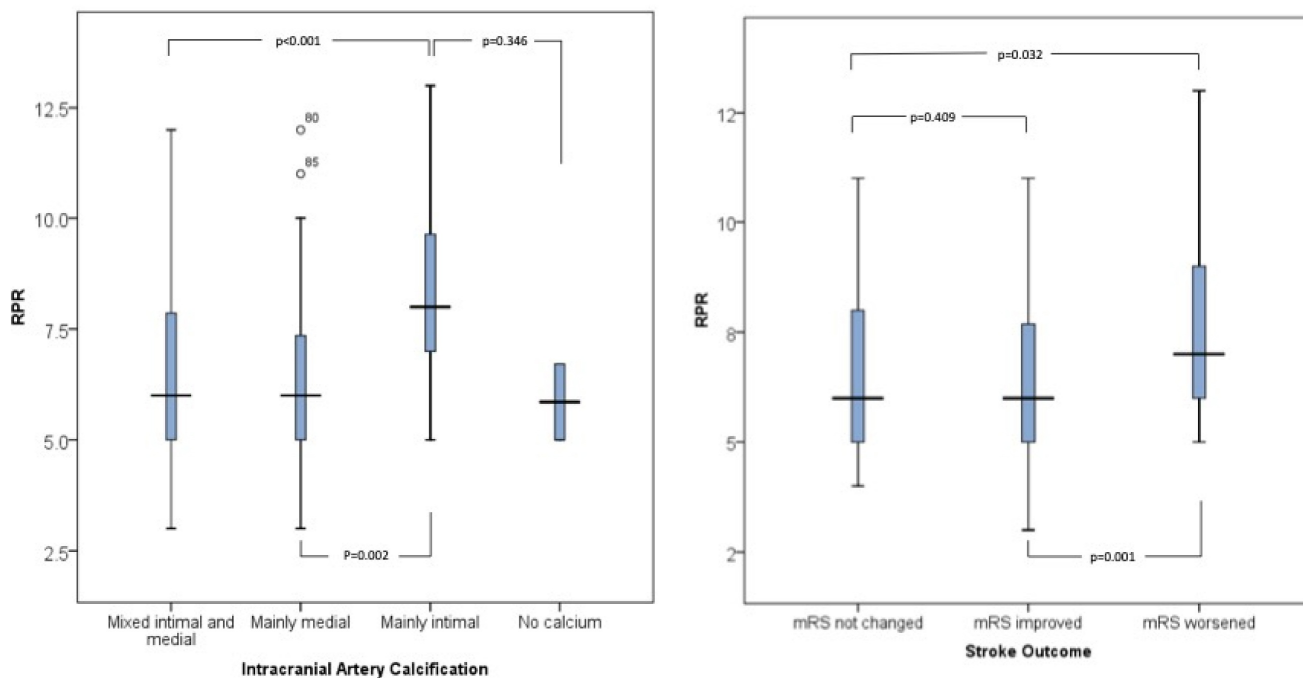 p<0.001
p=0.346
12.5
80
85
10.0
RPR
7.5
5.0
2.5
P=0.002
Mixed intimal and
medial
Mainly medial
Mainly intimal
No calcium
Intracranial Artery Calcification
p=0.032
12
p=0.409
10
RPR
8
5
2
p=0.001
mRS not changed
mRS improved
mRS worsened
Stroke Outcome